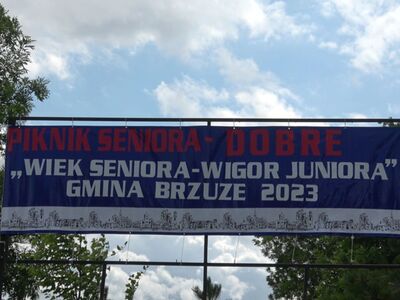 PIKNIK SENIORA- DOBRE
„WIEK SENIORA-WIGOR JUNIORA"
GMINA BRZUZE 2023